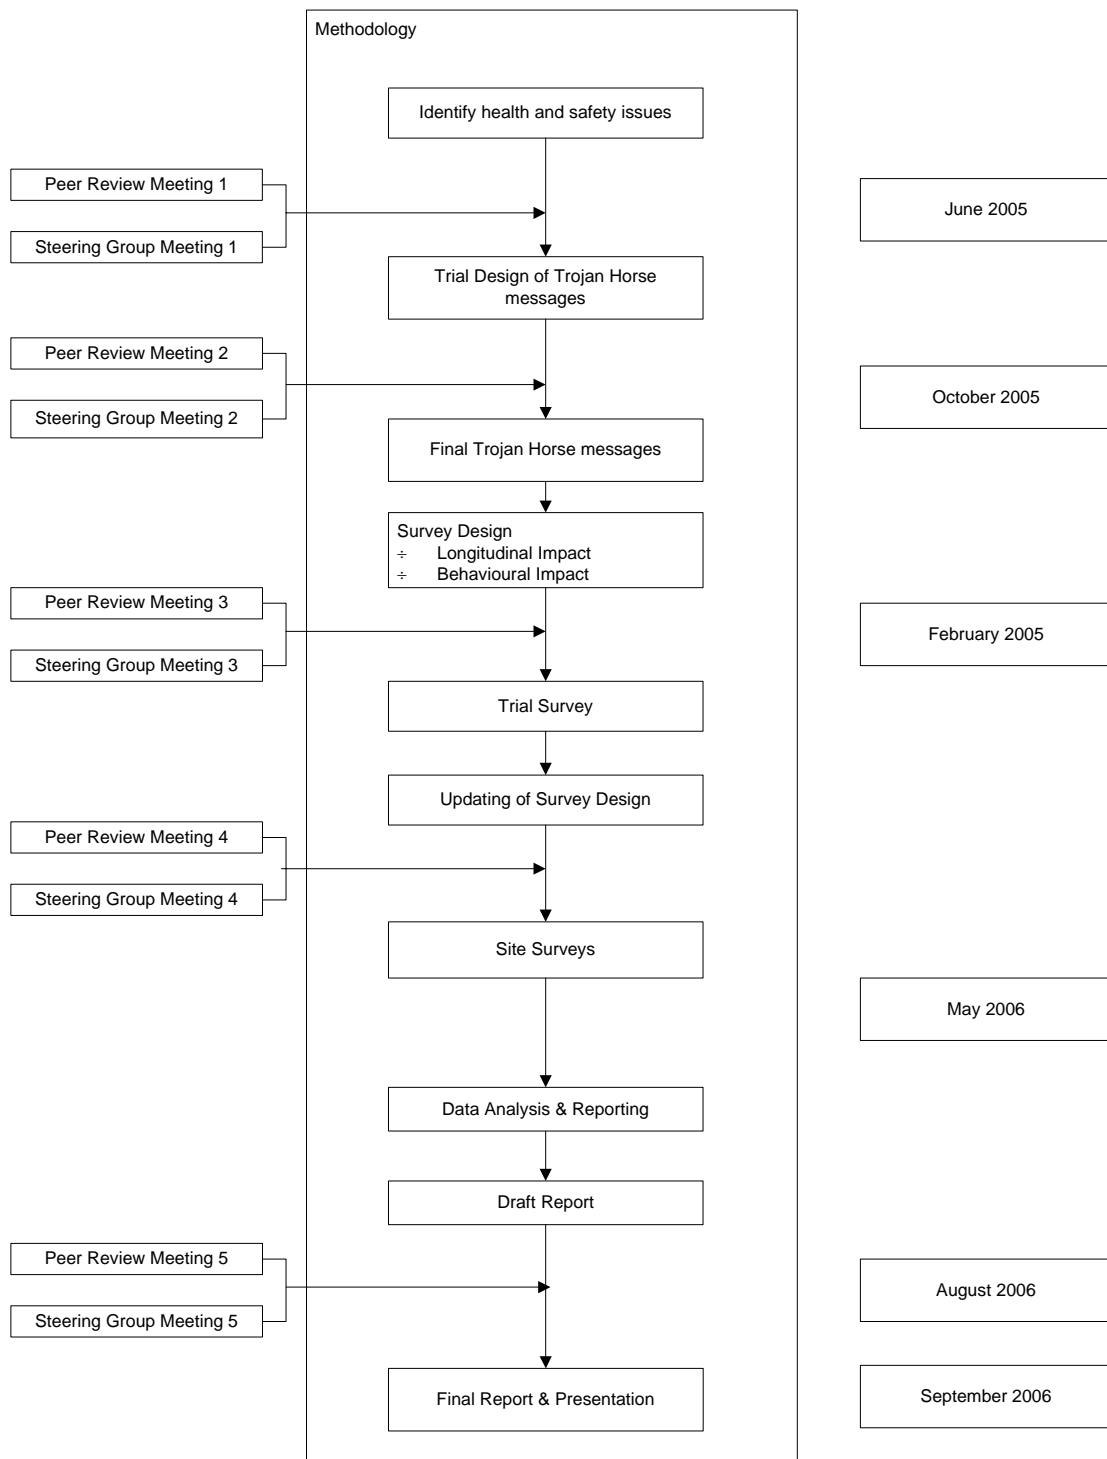 Methodology
Identify health and safety issues
Peer Review Meeting 1
June 2005
Steering Group Meeting 1
Trial Design of Trojan Horse
messages
Peer Review Meeting 2
October 2005
Steering Group Meeting 2
Final Trojan Horse messages
Survey Design
÷ Longitudinal Impact
÷ Behavioural Impact
Peer Review Meeting 3
February 2005
Steering Group Meeting 3
Trial Survey
Updating of Survey Design
Peer Review Meeting 4
Steering Group Meeting 4
Site Surveys
May 2006
Data Analysis & Reporting
Draft Report
Peer Review Meeting 5
August 2006
Steering Group Meeting 5
Final Report & Presentation
September 2006